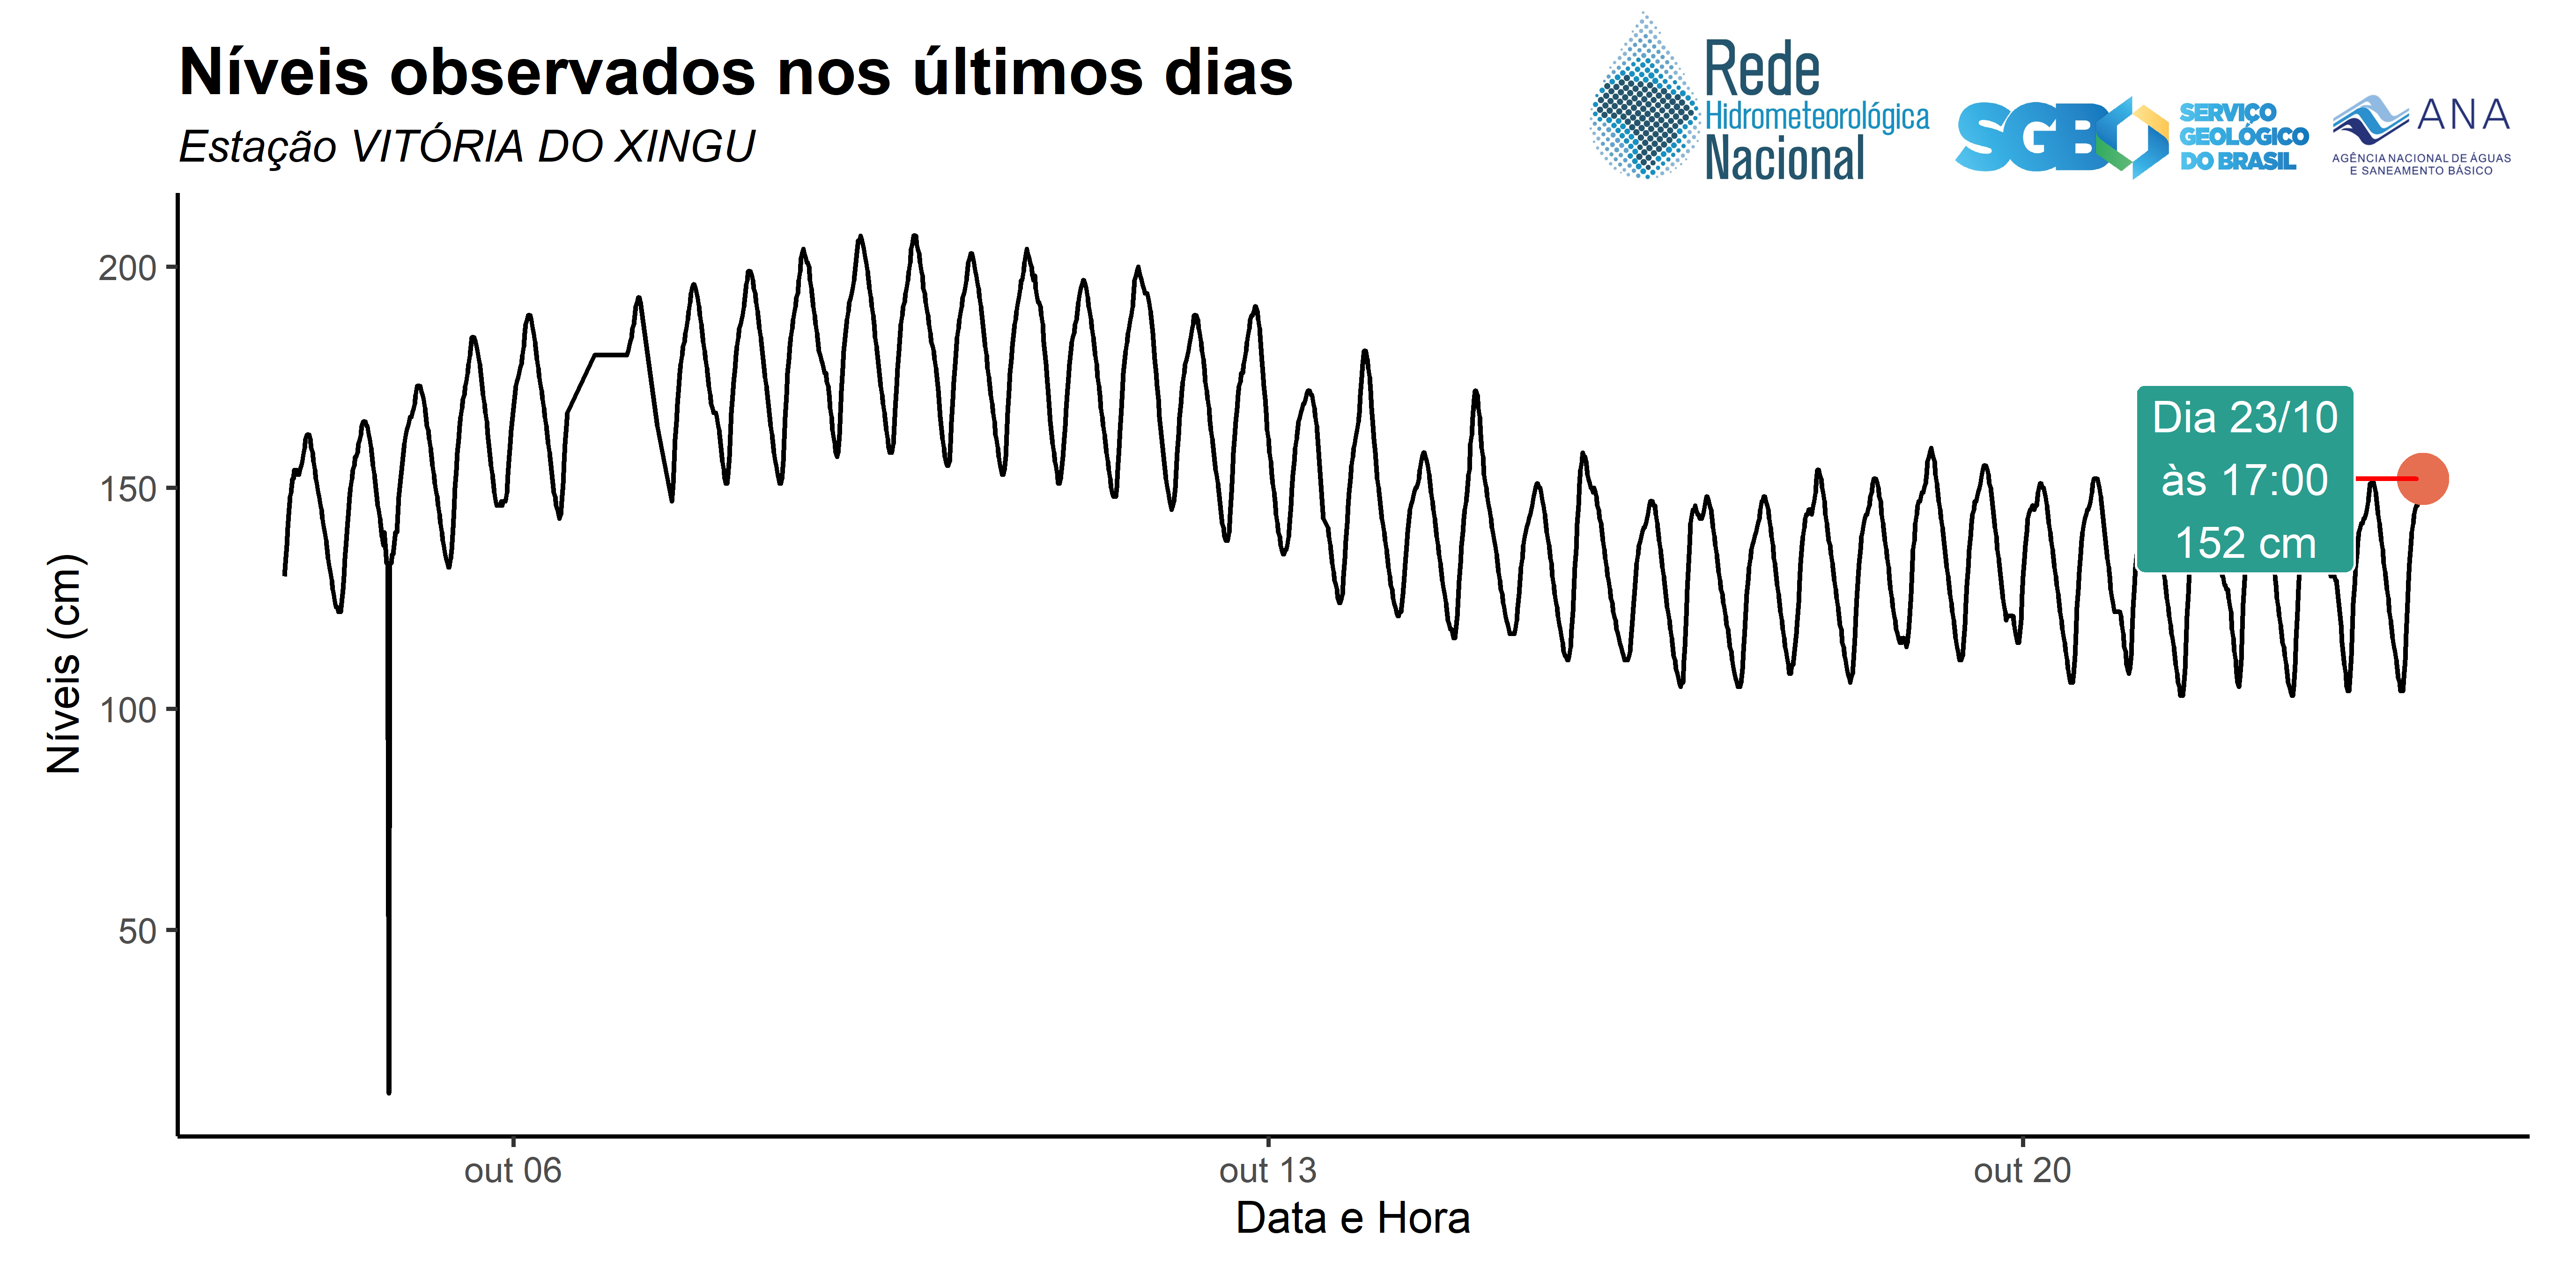 Níveis observados nos últimos dias
Estação VITÓRIA DO XINGU
Rede
Hidrometeorológica
Nacional
SGB
SERVIÇO
GEOLÓGICO
DO BRASIL
ANA
AGÊNCIA NACIONAL DE ÁGUAS
E SANEAMENTO BÁSICO
Níveis (cm)
200
150
100
50
Dia 23/10
às 17:00
152 cm
out 06
out 13
out 20
Data e Hora